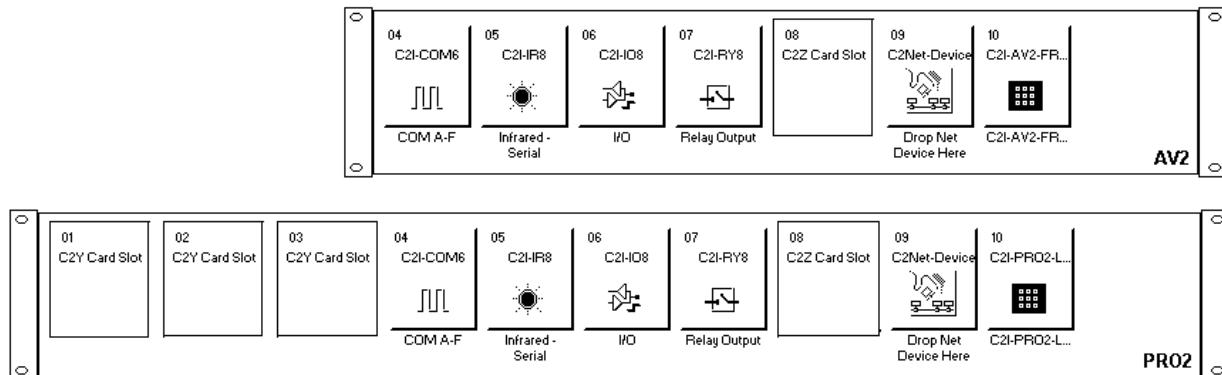 04
C2I-COM6
COM A-F
05
C2I-IR8
Infrared -
Serial
06
C2I-IO8
I/O
07
C2I-RY8
Relay Output
08
C2Z Card Slot
09
C2Net-Device
Drop Net
Device Here
10
C2I-AV2-FR...
C2I-AV2-FR...
AV2
01
C2Y Card Slot
02
C2Y Card Slot
03
C2Y Card Slot
04
C2I-COM6
COM A-F
05
C2I-IR8
Infrared -
Serial
06
C2I-IO8
I/O
07
C2I-RY8
Relay Output
08
C2Z Card Slot
09
C2Net-Device
Drop Net
Device Here
10
C2I-PRO2-L...
C2I-PRO2-L...
PRO2